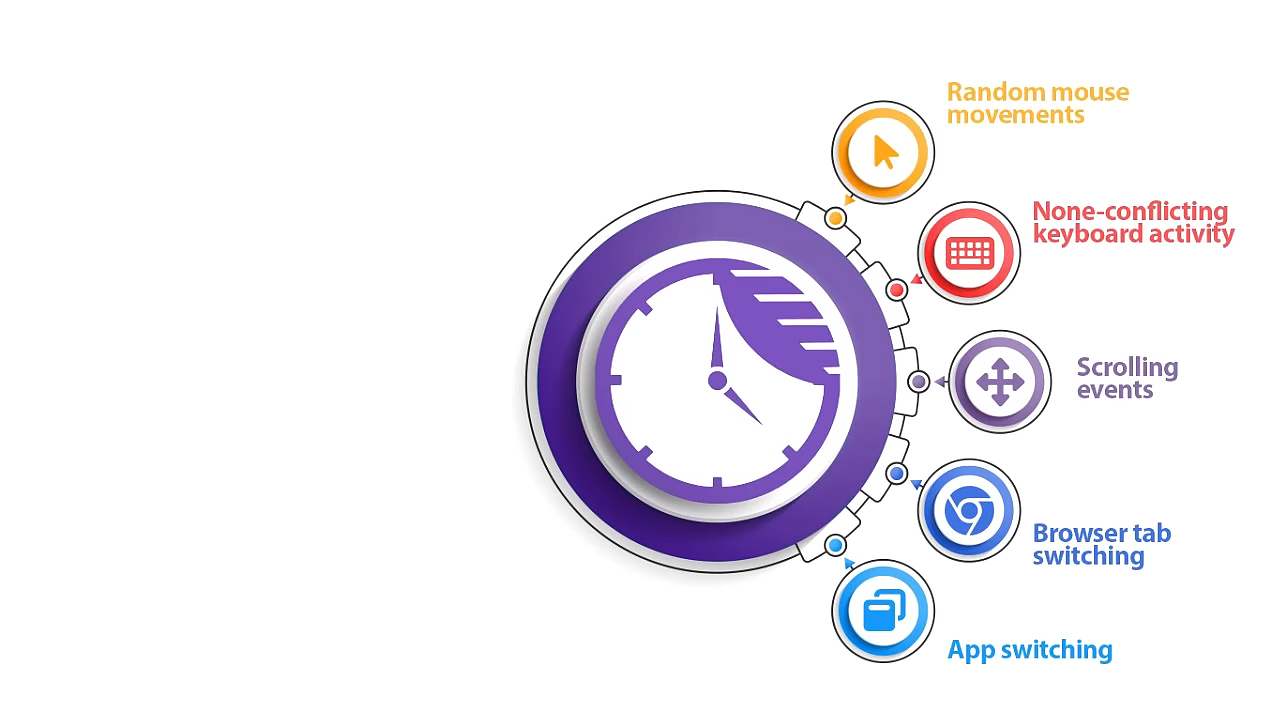 Random mouse
movements
None-conflicting
keyboard activity
Scrolling
events
Browser tab
switching
App switching